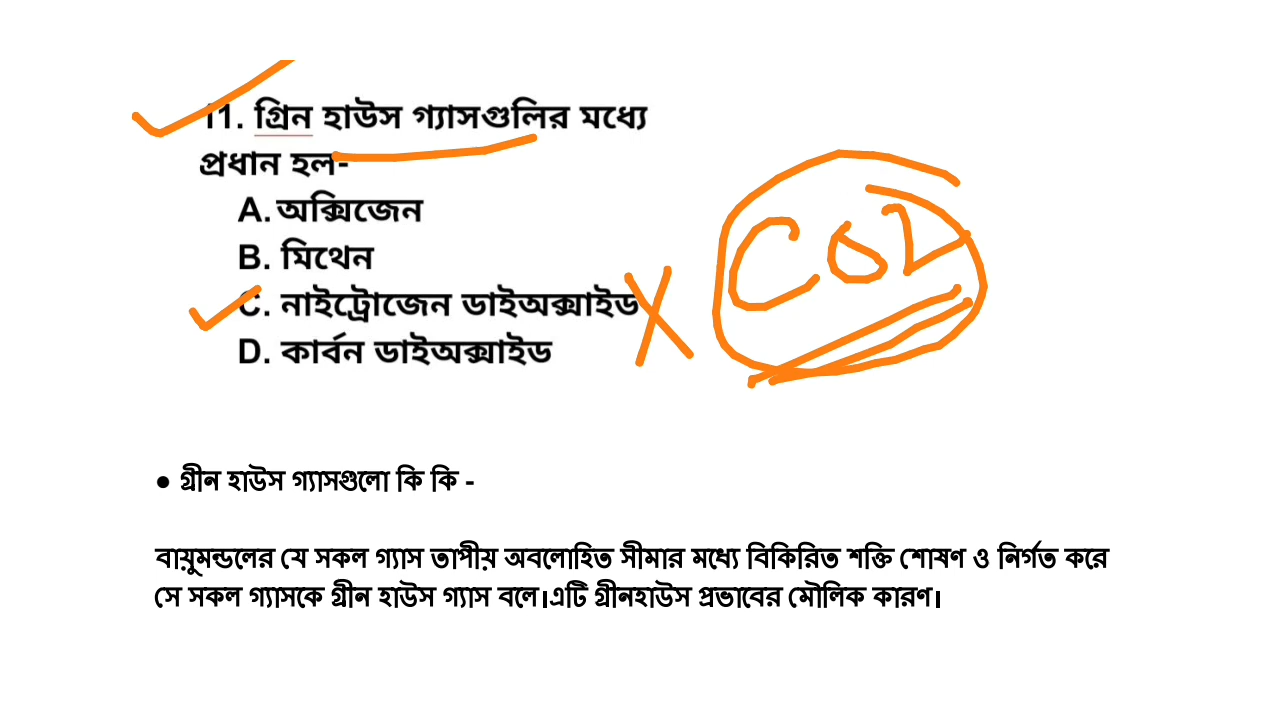 11. গ্রিন হাউস গ্যাসগুলির মধ্যে
প্রধান হল-
A. অক্সিজেন
B. মিথেন
C. নাইট্রোজেন ডাইঅক্সাইড
D. কার্বন ডাইঅক্সাইড
CO2
● গ্রীন হাউস গ্যাসগুলো কি কি -
বায়ুমন্ডলের যে সকল গ্যাস তাপীয় অবলোহিত সীমার মধ্যে বিকিরিত শক্তি শোষণ ও নির্গত করে
সে সকল গ্যাসকে গ্রীন হাউস গ্যাস বলে।এটি গ্রীনহাউস প্রভাবের মৌলিক কারণ।